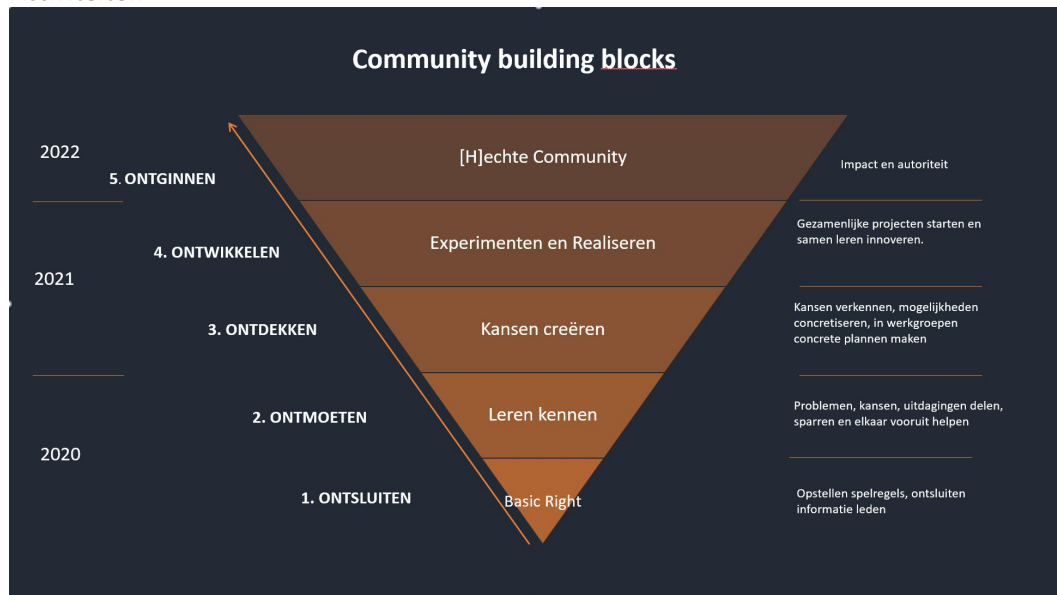 Community building blocks
2022
5. ONTGINNEN
[H]echte Community
Impact en autoriteit
4. ONTWIKKELEN
Experimenten en Realiseren
Gezamenlijke projecten starten en
samen leren innoveren.
2021
3. ONTDEKKEN
Kansen creëren
Kansen verkennen, mogelijkheden
concretiseren, in werkgroepen
concrete plannen maken
2. ONTMOETEN
Leren kennen
Problemen, kansen, uitdagingen delen,
sparren en elkaar vooruit helpen
2020
1. ONTSLUITEN
Basic Right
Opstellen spelregels, ontsluiten
informatie leden